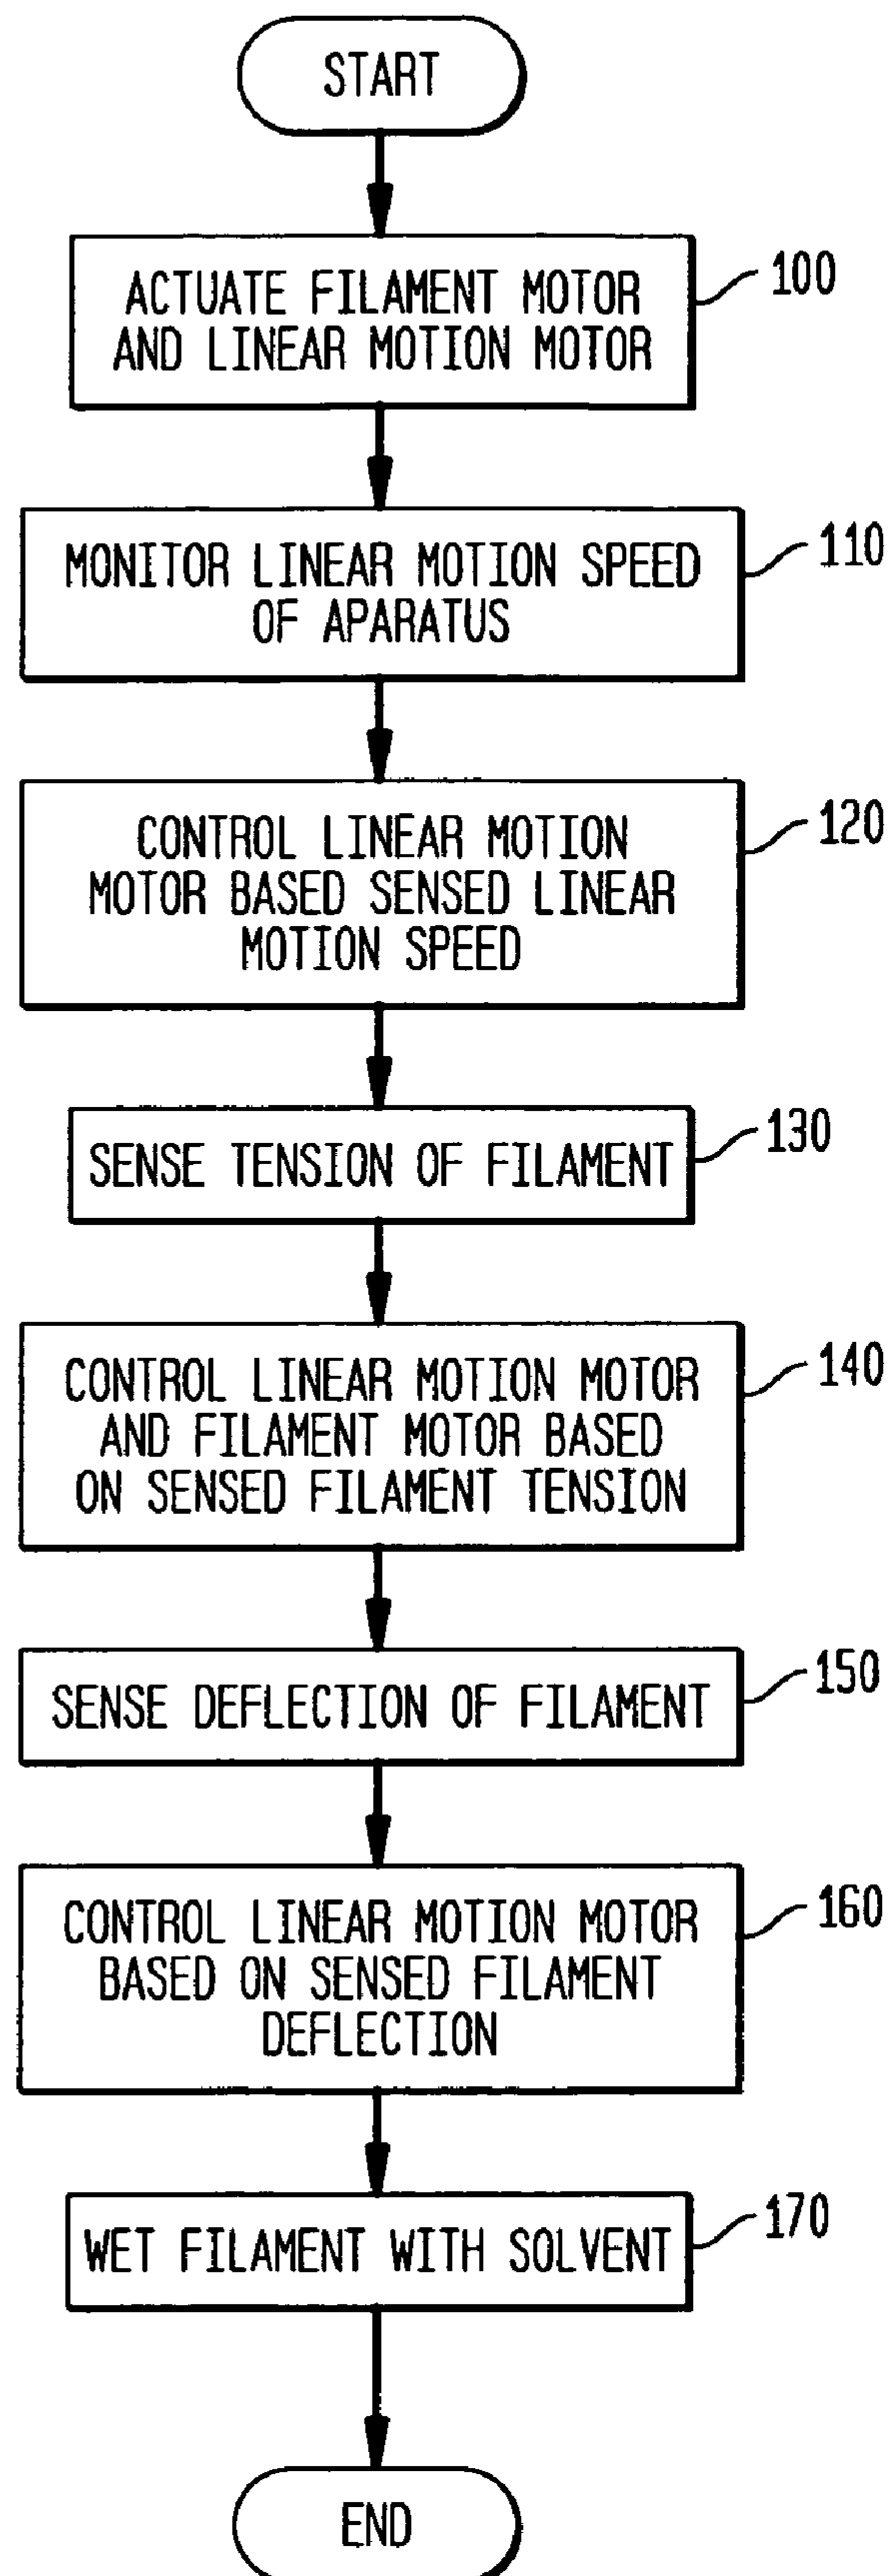 START
ACTUATE FILAMENT MOTOR
AND LINEAR MOTION MOTOR
100
MONITOR LINEAR MOTION SPEED
OF APARATUS
110
CONTROL LINEAR MOTION
MOTOR BASED SENSED LINEAR
MOTION SPEED
120
SENSE TENSION OF FILAMENT
130
CONTROL LINEAR MOTION MOTOR
AND FILAMENT MOTOR BASED
ON SENSED FILAMENT TENSION
140
SENSE DEFLECTION OF FILAMENT
150
CONTROL LINEAR MOTION MOTOR
BASED ON SENSED FILAMENT
DEFLECTION
160
WET FILAMENT WITH SOLVENT
170
END